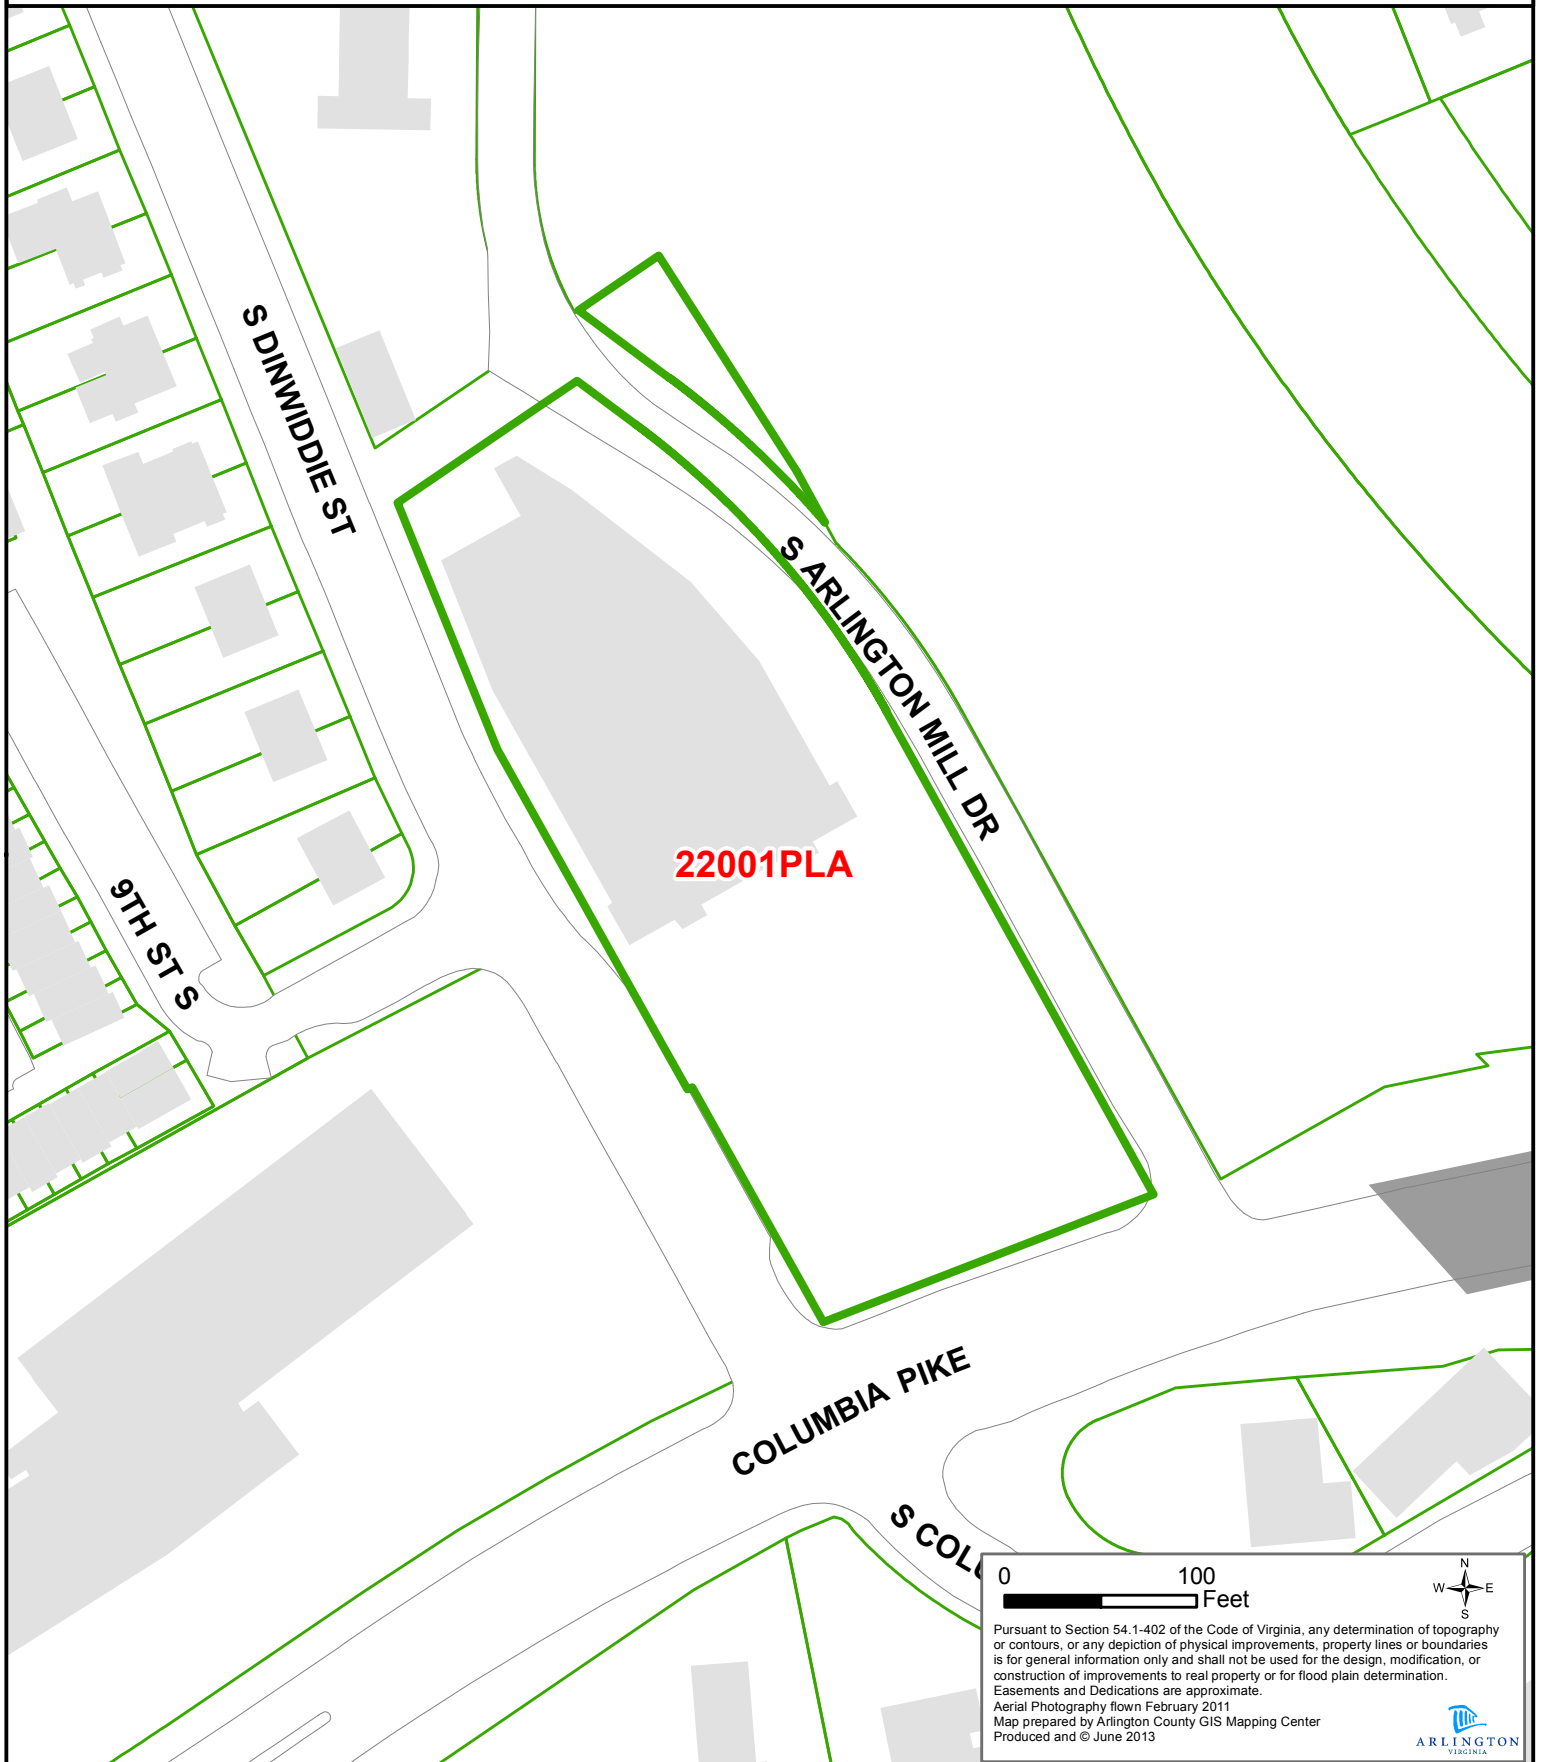 S DINWIDDIE ST
S ARLINGTON MILL DR
22001PLA
9TH ST S
COLUMBIA PIKE
S COLU
0 100
Feet
N
W E
S
Pursuant to Section 54.1-402 of the Code of Virginia, any determination of topography
or contours, or any depiction of physical improvements, property lines or boundaries
is for general information only and shall not be used for the design, modification, or
construction of improvements to real property or for flood plain determination.
Easements and Dedications are approximate.
Aerial Photography flown February 2011
Map prepared by Arlington County GIS Mapping Center
Produced and © June 2013
ARLINGTON
VIRGINIA